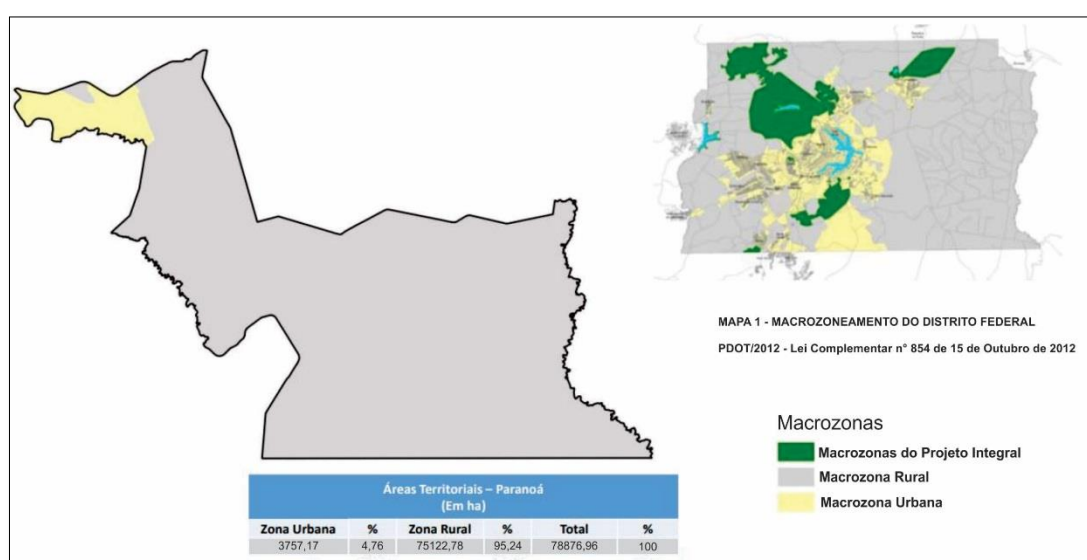 MAPA 1 - MACROZONEAMENTO DO DISTRITO FEDERAL
PDOT/2012 - Lei Complementar n° 854 de 15 de Outubro de 2012
Macrozonas
Macrozonas do Projeto Integral
Macrozona Rural
Macrozona Urbana
Áreas Territoriais – Paranoá
(Em ha)
Zona Urbana % Zona Rural % Total %
3757,17 4,76 75122,78 95,24 78876,96 100